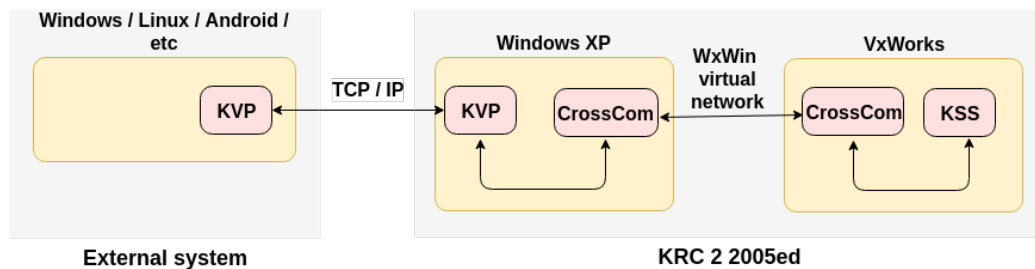 Windows / Linux / Android /
etc
KVP
TCP / IP
Windows XP
KVP
CrossCom
WxWin
virtual
network
VxWorks
CrossCom
KSS
External system
KRC 2 2005ed